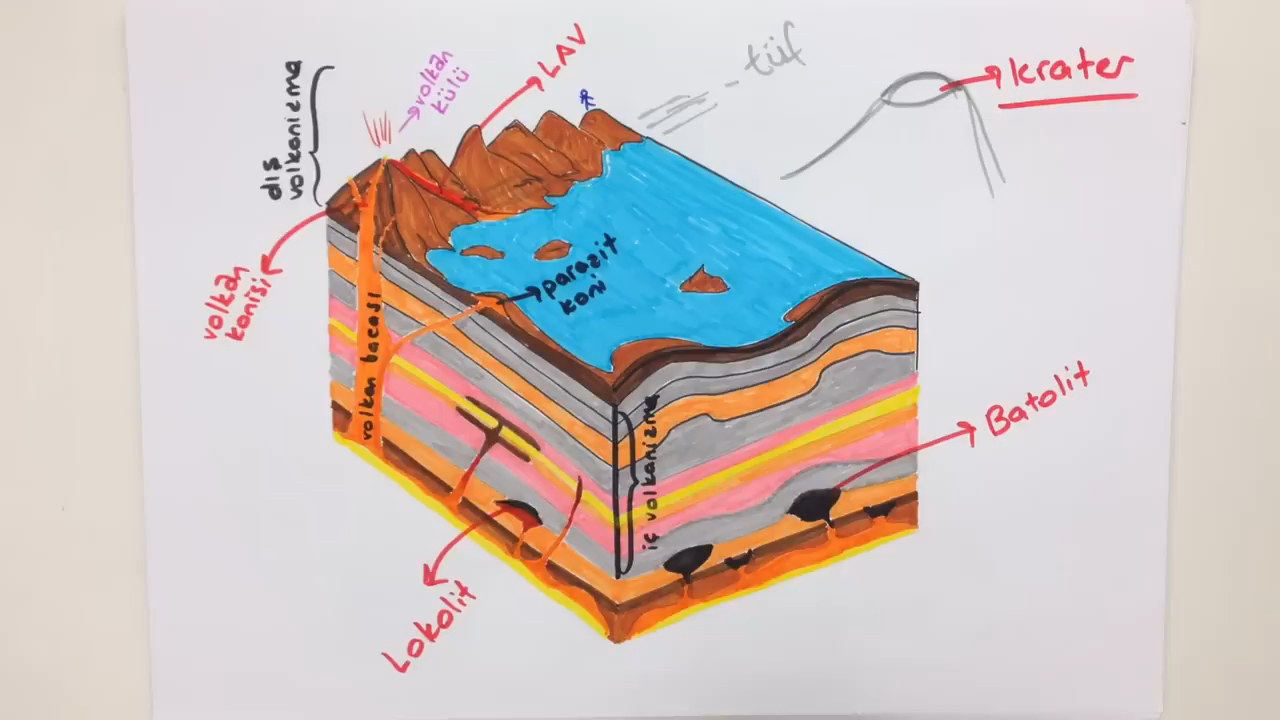 dış
volkanizma
volkan
külü
LAV
tüf
krater
volkan
konisi
volkan bacası
parazit
koni
iç volkanizma
Batolit
Lokolit